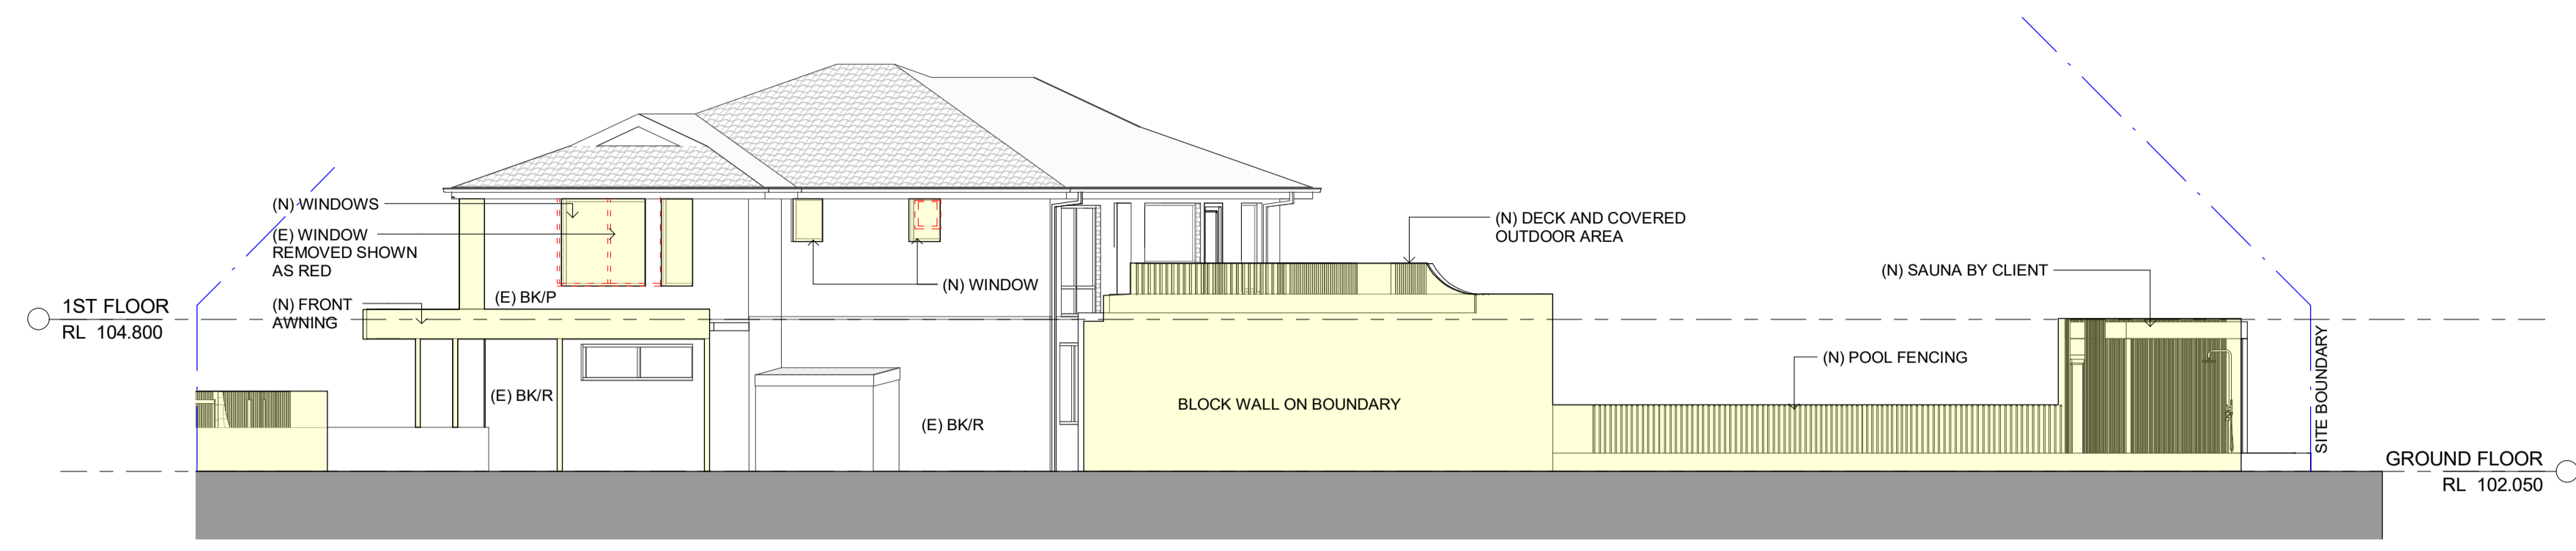 (N) WINDOWS
(E) WINDOW
REMOVED SHOWN
AS RED
(N) FRONT
AWNING
1ST FLOOR
RL 104.800
(E) BK/P
(E) BK/R
(N) WINDOW
(E) BK/R
(N) DECK AND COVERED
OUTDOOR AREA
BLOCK WALL ON BOUNDARY
(N) POOL FENCING
(N) SAUNA BY CLIENT
SITE BOUNDARY
GROUND FLOOR
RL 102.050